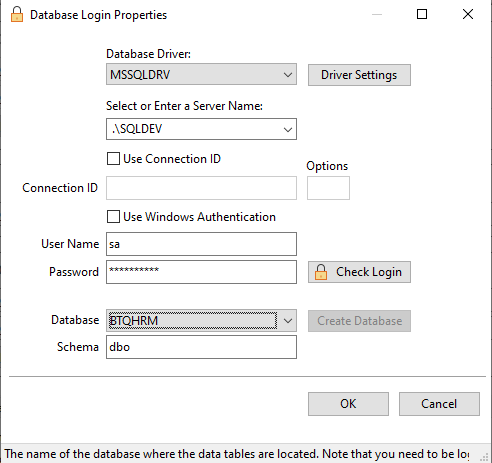 Database Login Properties
Database Driver:
MSSQLDRV
Driver Settings
Select or Enter a Server Name:
.\SQLDEV
Use Connection ID
Options
Connection ID
Use Windows Authentication
User Name
sa
Password
**********
Check Login
Database
BTQHRM
Create Database
Schema
dbo
OK
Cancel
The name of the database where the data tables are located. Note that you need to be